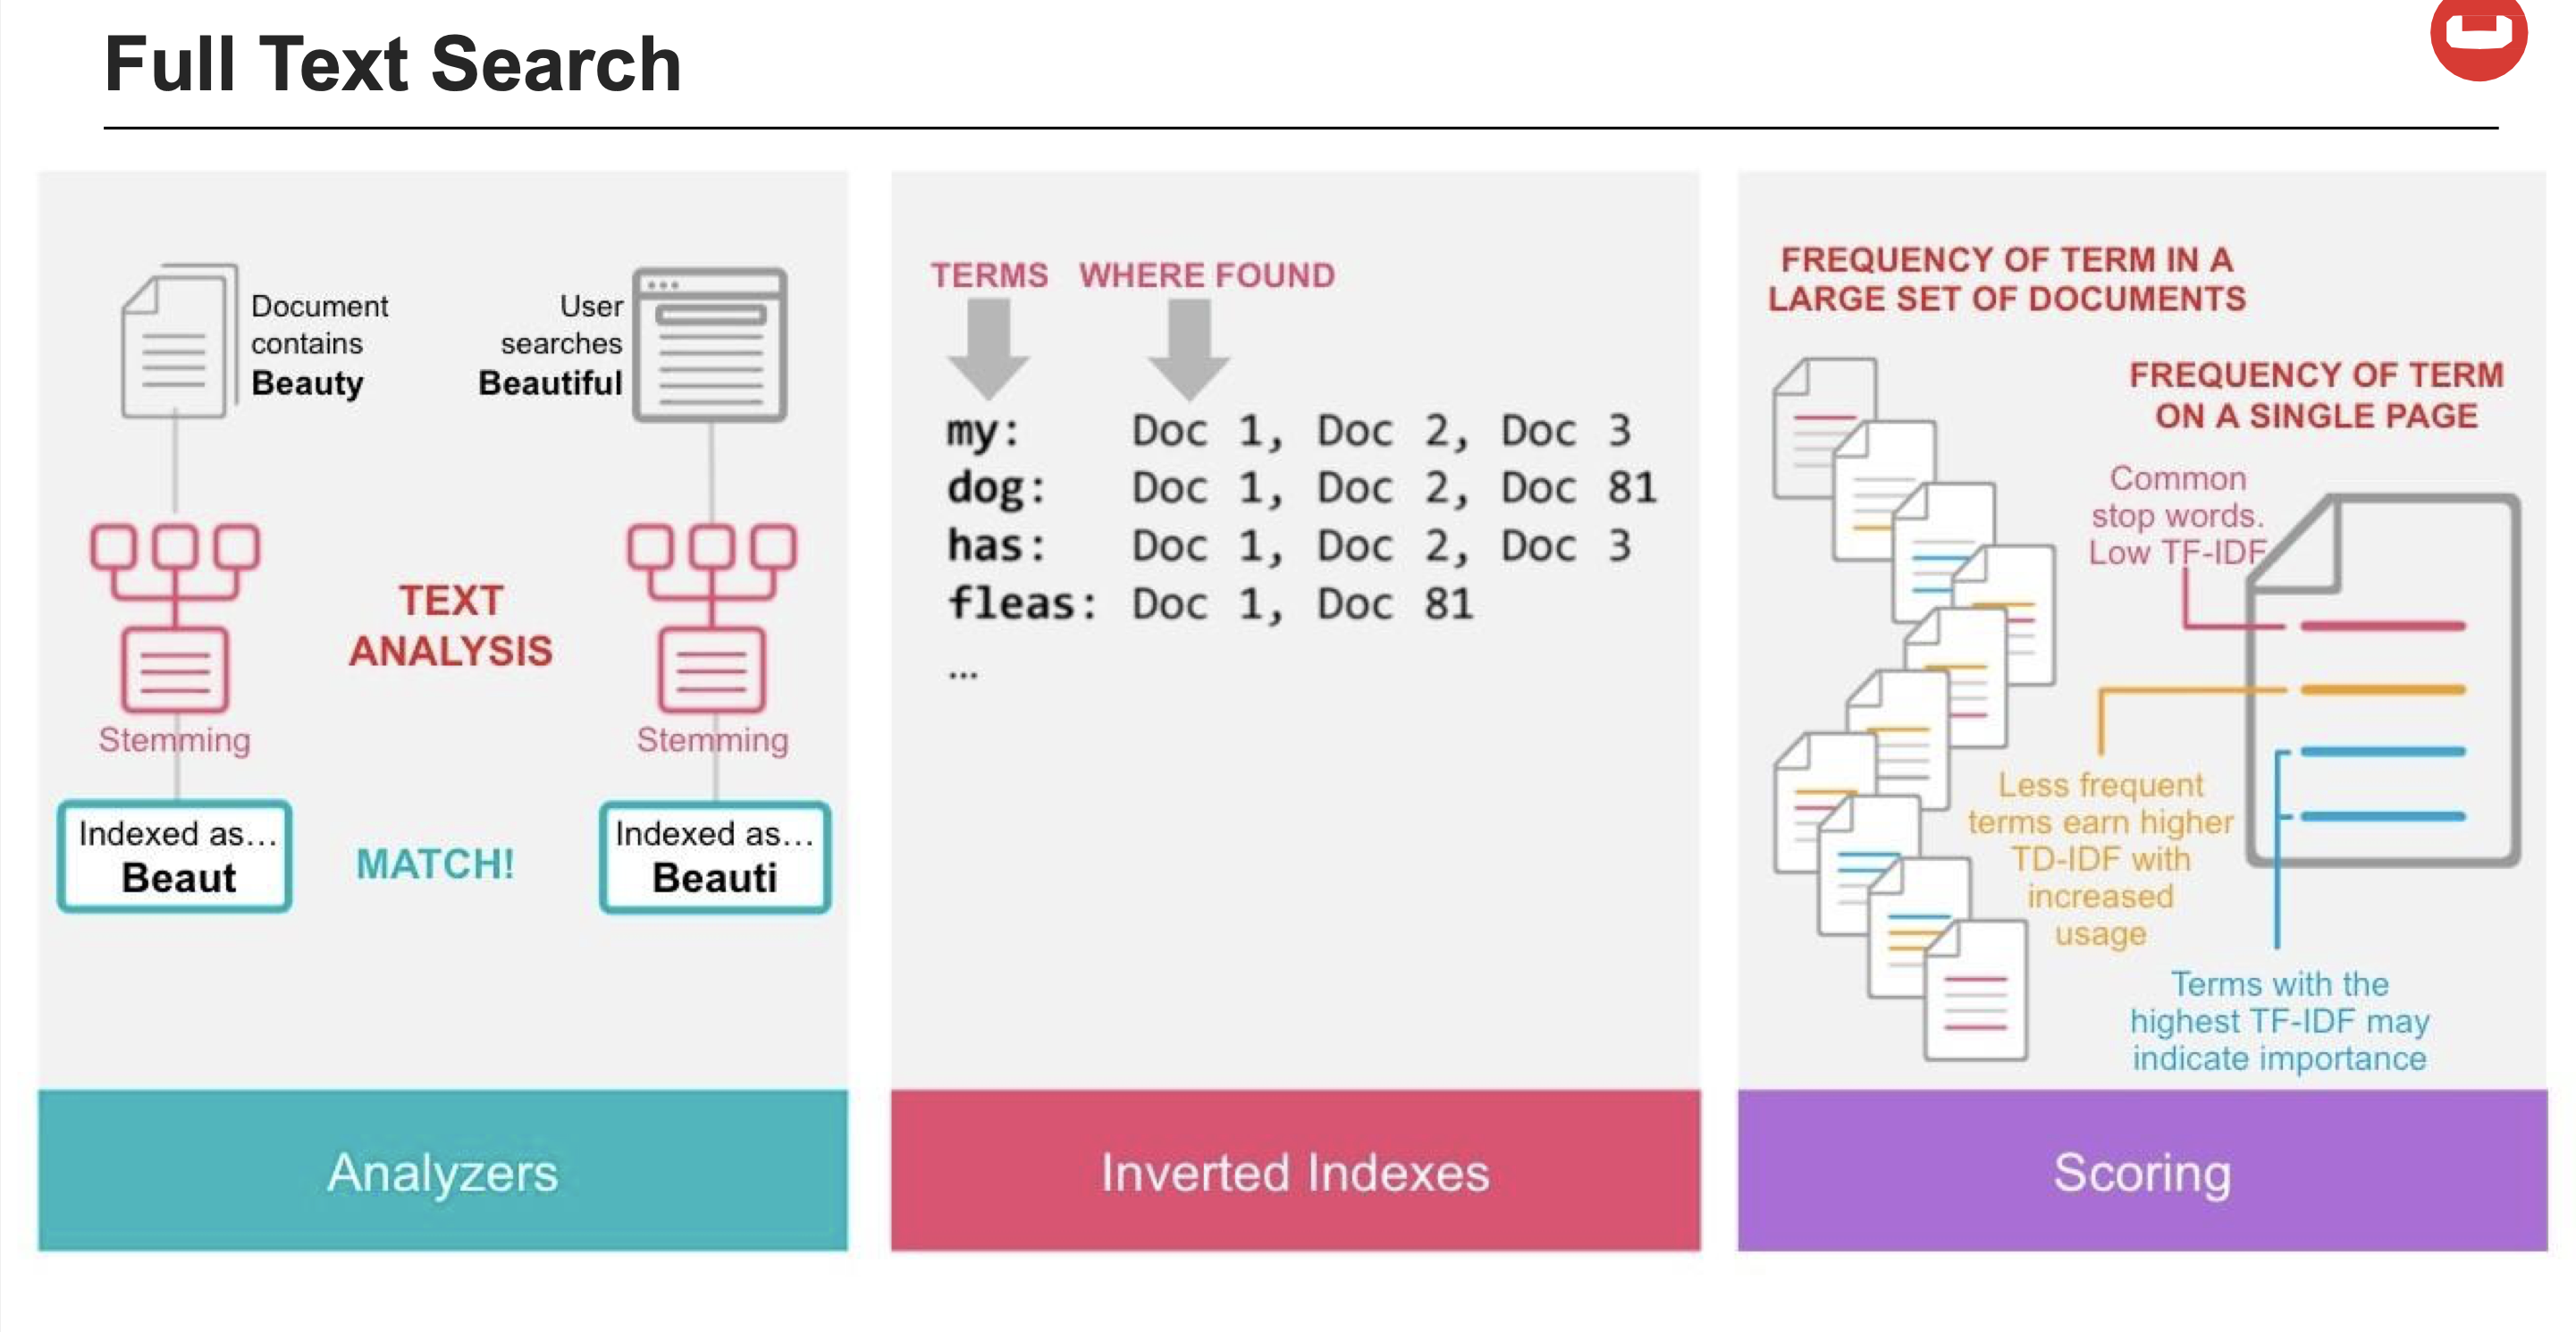 Full Text Search
Document
contains
Beauty
User
searches
Beautiful
TEXT
ANALYSIS
Stemming
Stemming
Indexed as...
Beaut
MATCH!
Indexed as...
Beauti
Analyzers
TERMS WHERE FOUND
my: Doc 1, Doc 2, Doc 3
dog: Doc 1, Doc 2, Doc 81
has: Doc 1, Doc 2, Doc 3
fleas: Doc 1, Doc 81
...
Inverted Indexes
FREQUENCY OF TERM IN A
LARGE SET OF DOCUMENTS
FREQUENCY OF TERM
ON A SINGLE PAGE
Common
stop words.
Low TF-IDF
Less frequent
terms earn higher
TD-IDF with
increased
usage
Terms with the
highest TF-IDF may
indicate importance
Scoring